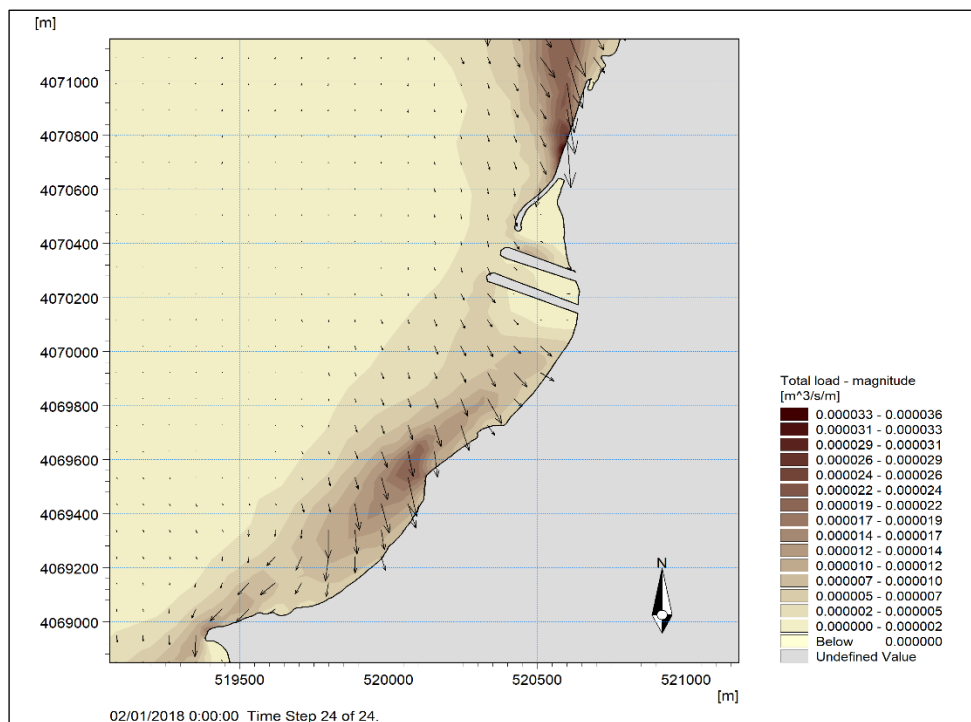 [m]
4071000
4070800
4070600
4070400
4070200
4070000
4069800
4069600
4069400
4069200
4069000
519500 520000 520500 521000
[m]
02/01/2018 0:00:00 Time Step 24 of 24.
Total load - magnitude
[m^3/s/m]
0.000033 - 0.000036
0.000031 - 0.000033
0.000029 - 0.000031
0.000026 - 0.000029
0.000024 - 0.000026
0.000022 - 0.000024
0.000019 - 0.000022
0.000017 - 0.000019
0.000014 - 0.000017
0.000012 - 0.000014
0.000010 - 0.000012
0.000007 - 0.000010
0.000005 - 0.000007
0.000002 - 0.000005
0.000000 - 0.000002
Below 0.000000
Undefined Value
N